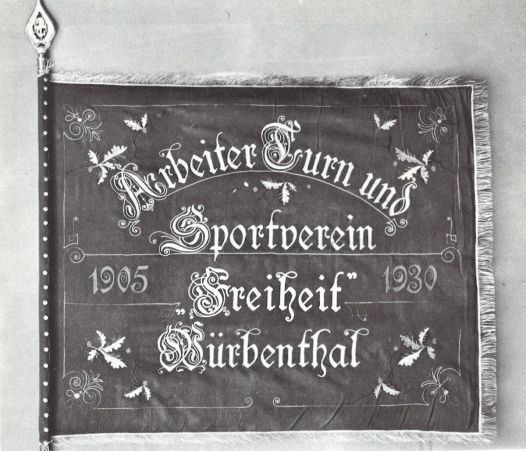 Arbeiter Turn und
Sportverein
1905 „Freiheit" 1930
Würbenthal